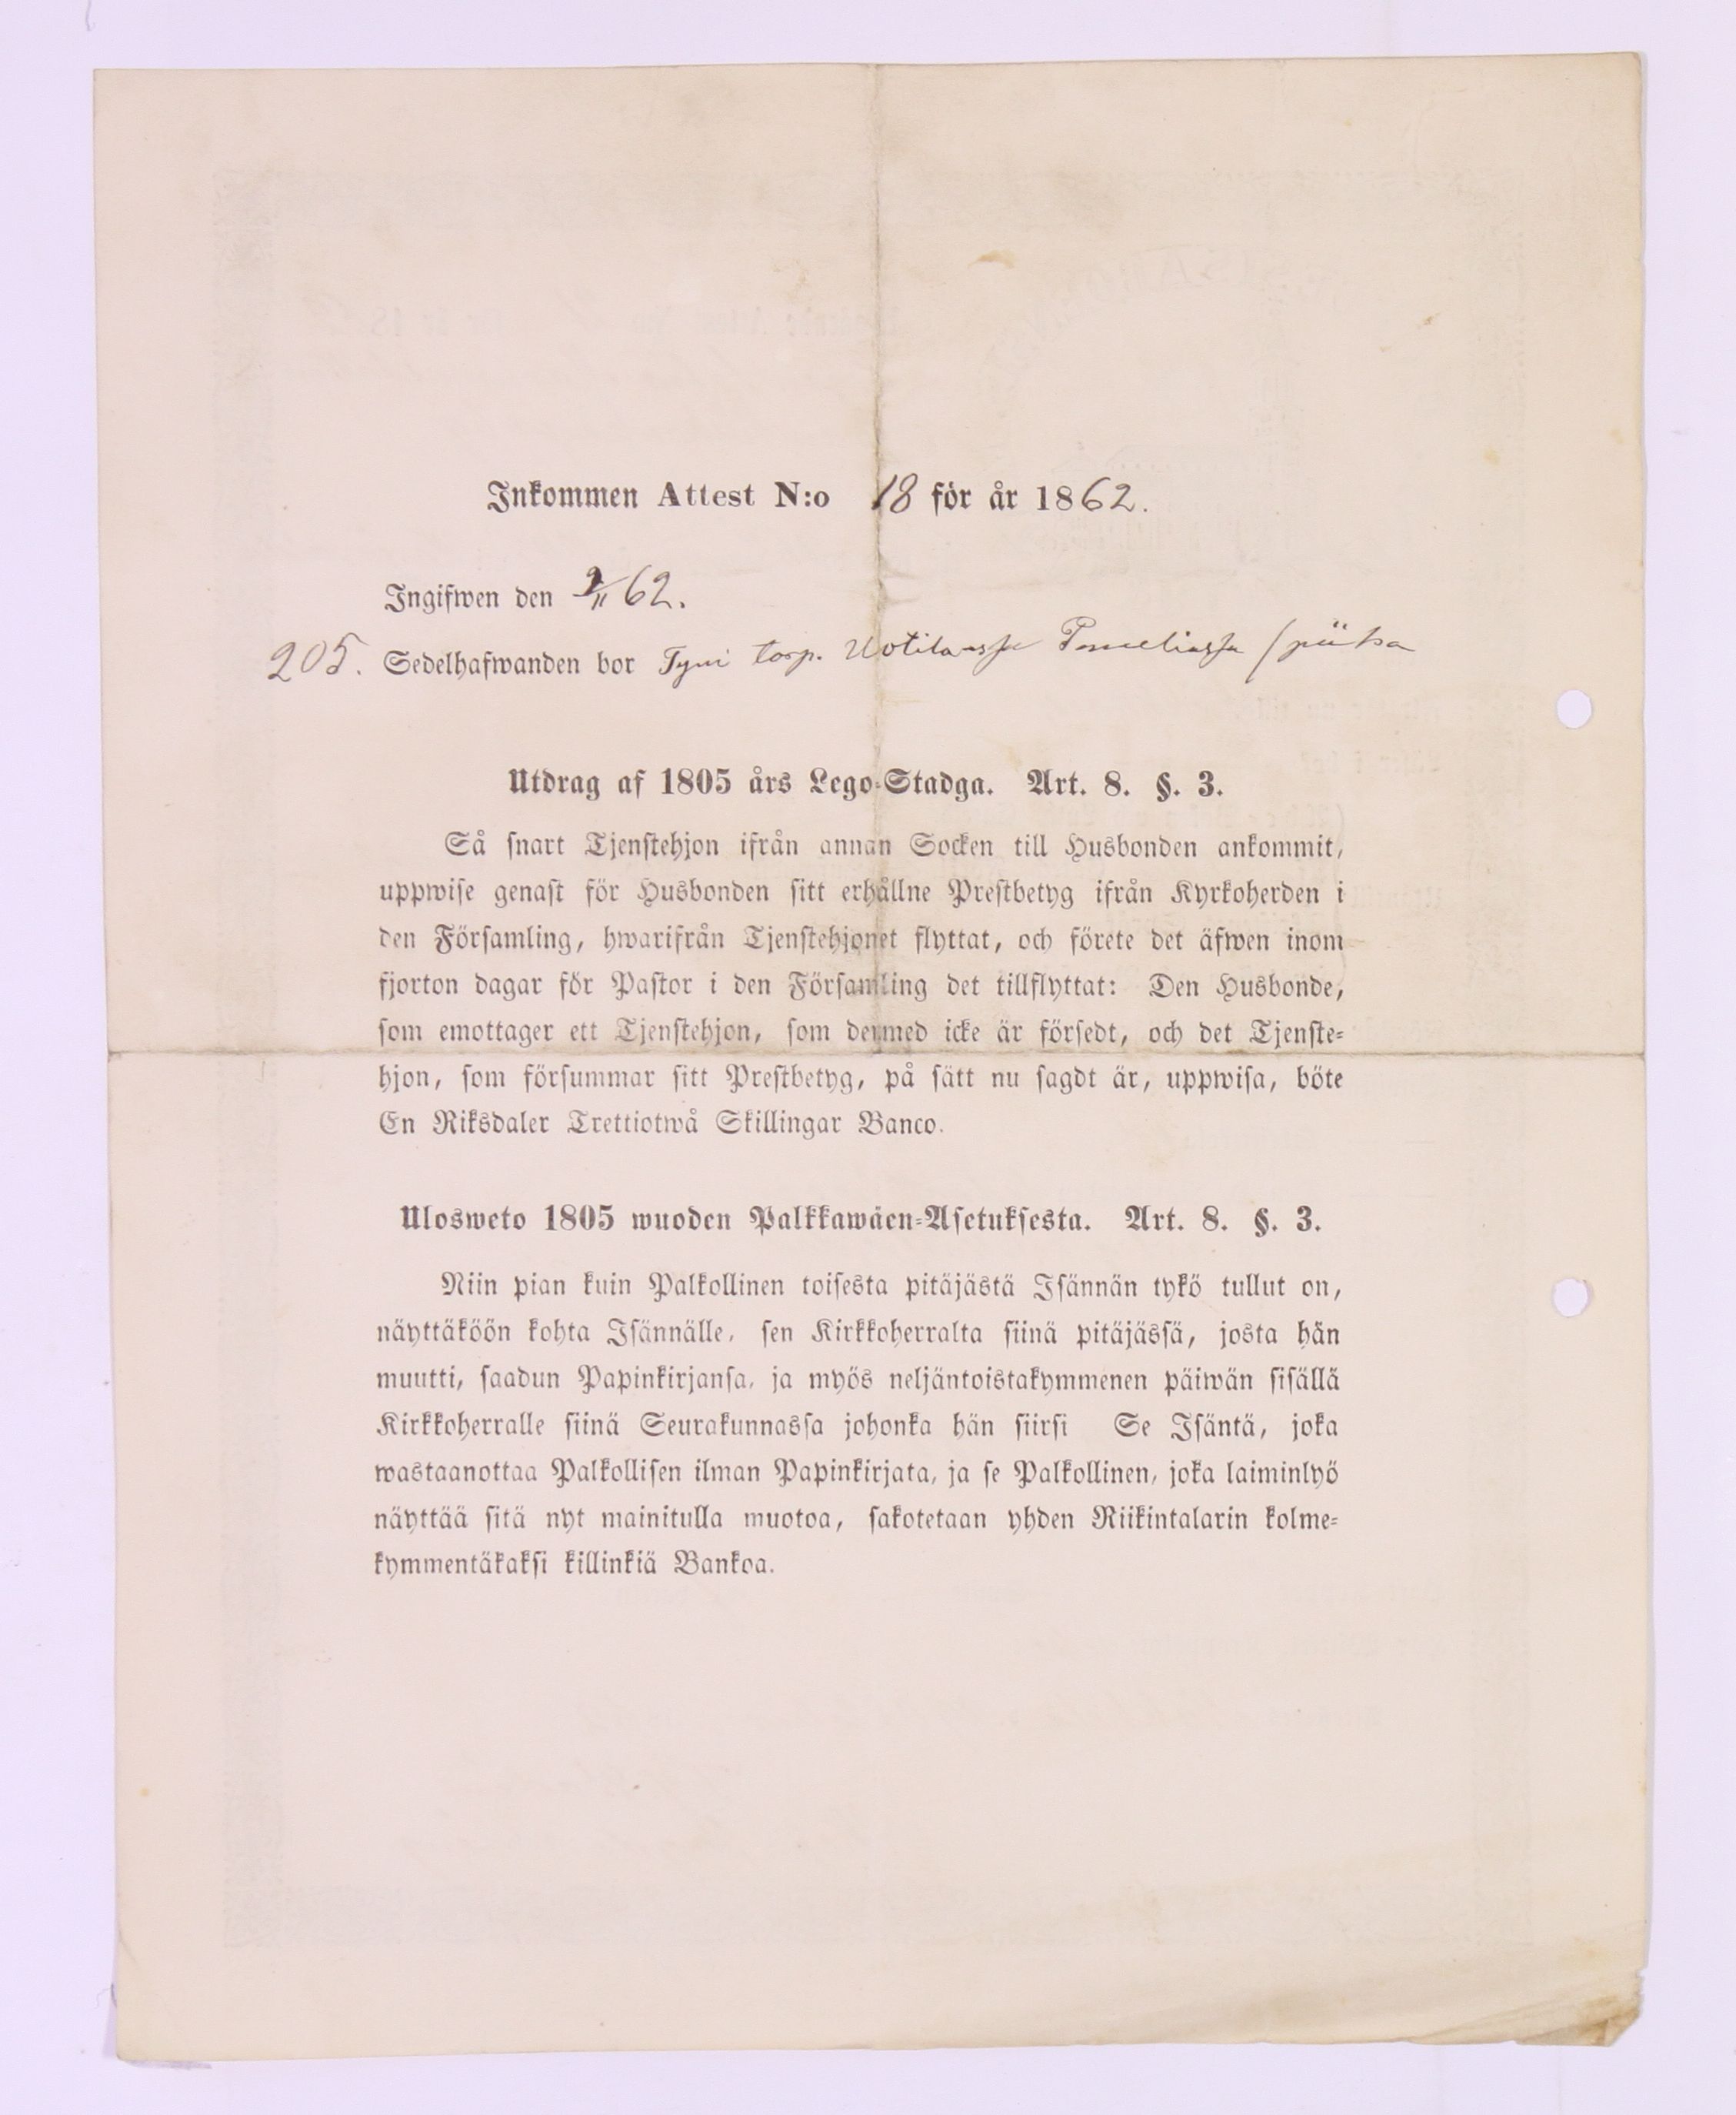 Inkommen Attest N:o 18 för år 1862.
Ingifwen den 2/11 62.
205. Sedelhafwanden bor Tyni torp. Uotilassa /piika
Utdrag af 1805 års Lego-Stadga. Art. 8. §. 3.
Så snart Tjenstehjon ifrån annan Socken till Husbonden ankommit,
uppwise genast för Husbonden sitt erhållne Prestbetyg ifrån Kyrkoherden i
den Församling, hwarifrån Tjenstehjonet flyttat, och förete det äfwen inom
fjorton dagar för Pastor i den Församling det tillflyttat: Den Husbonde,
som emottager ett Tjenstehjon, som dermed icke är försedt, och det Tjenste-
hjon, som försummar sitt Prestbetyg, på sätt nu sagdt är, uppwisa, böte
En Riksdaler Trettiotwå Skillingar Banco.
Ulosweto 1805 wuoden Palkkawäen-Asetuksesta. Art. 8. §. 3.
Niin pian kuin Palkollinen toisesta pitäjästä Isännän tykö tullut on,
näyttäköön kohta Isännälle, sen Kirkkoherralta siinä pitäjässä, josta hän
muutti, saadun Papinkirjansa, ja myös neljäntoistakymmenen päiwän sisällä
Kirkkoherralle siinä Seurakunnassa johonka hän siirsi Se Isäntä, joka
wastaanottaa Palkollisen ilman Papinkirjata, ja se Palkollinen, joka laiminlyö
näyttää sitä nyt mainitulla muotoa, sakotetaan yhden Riikintalarin kolme-
kymmentäkaksi killinkiä Bankoa.